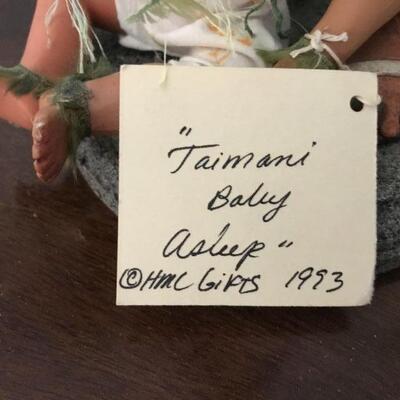 "Taimani
Baby
Asleep"
©HMC Gifts 1993